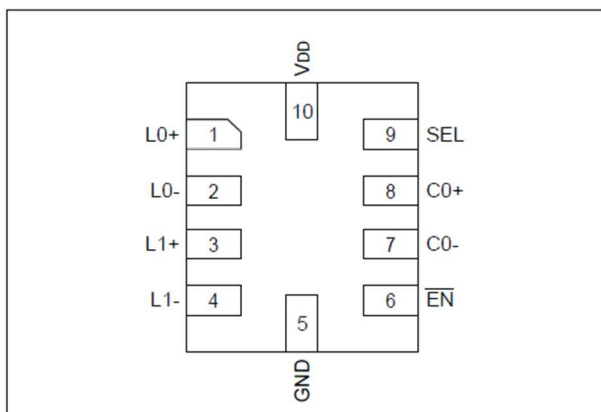 VDD
10
L0+ 1 9 SEL
L0- 2 8 C0+
L1+ 3 7 C0-
L1- 4 6 E̅N̅
5
GND